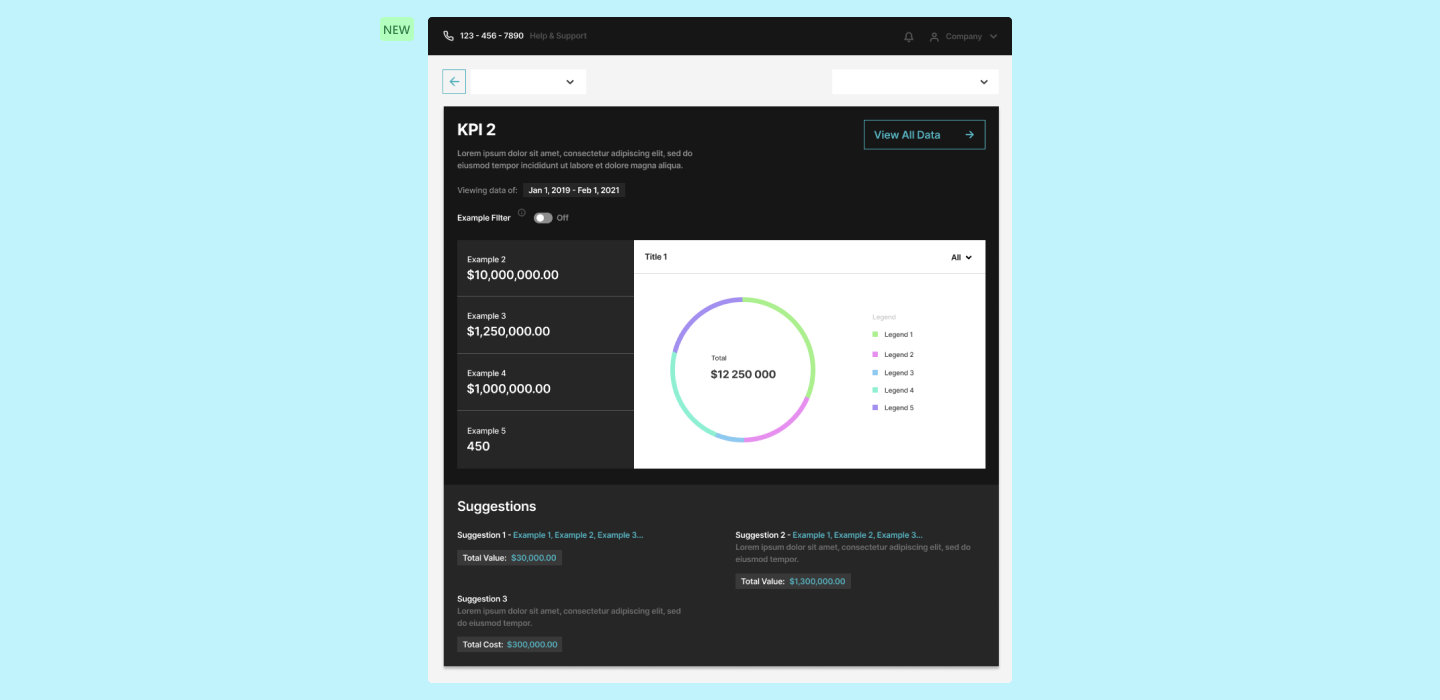 NEW
123 - 456 - 7890 Help & Support
Company
KPI 2
View All Data
Lorem ipsum dolor sit amet, consectetur adipiscing elit, sed do
eiusmod tempor incididunt ut labore et dolore magna aliqua.
Viewing data of: Jan 1, 2019 - Feb 1, 2021
Example Filter Off
Example 2
$10,000,000.00
Example 3
$1,250,000.00
Example 4
$1,000,000.00
Example 5
450
Title 1
All
Total
$12 250 000
Legend
Legend 1
Legend 2
Legend 3
Legend 4
Legend 5
Suggestions
Suggestion 1 - Example 1, Example 2, Example 3...
Total Value: $30,000.00
Suggestion 2 - Example 1, Example 2, Example 3...
Lorem ipsum dolor sit amet, consectetur adipiscing elit, sed do
eiusmod tempor.
Total Value: $1,300,000.00
Suggestion 3
Lorem ipsum dolor sit amet, consectetur adipiscing elit, sed
do eiusmod tempor.
Total Cost: $300,000.00